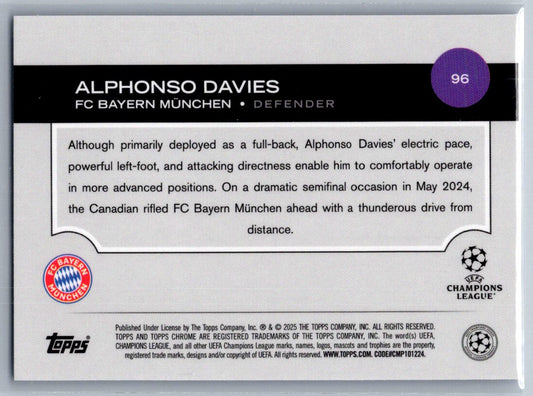 96
ALPHONSO DAVIES
FC BAYERN MÜNCHEN • DEFENDER
Although primarily deployed as a full-back, Alphonso Davies' electric pace,
powerful left-foot, and attacking directness enable him to comfortably operate
in more advanced positions. On a dramatic semifinal occasion in May 2024,
the Canadian rifled FC Bayern München ahead with a thunderous drive from
distance.
FC BAYERN
MÜNCHEN
UEFA
CHAMPIONS
LEAGUE®
Topps
Published Under License by The Topps Company, Inc. ® & © 2025 THE TOPPS COMPANY, INC. ALL RIGHTS RESERVED.
TOPPS AND TOPPS CHROME ARE REGISTERED TRADEMARKS OF THE TOPPS COMPANY, INC. The word(s) UEFA,
CHAMPIONS LEAGUE, and all other UEFA Champions League marks, names, logos, mascots and trophies are the property,
registered trade marks, designs and/or copyright of UEFA. All rights reserved. WWW.TOPPS.COM. CODE#CMP101224.